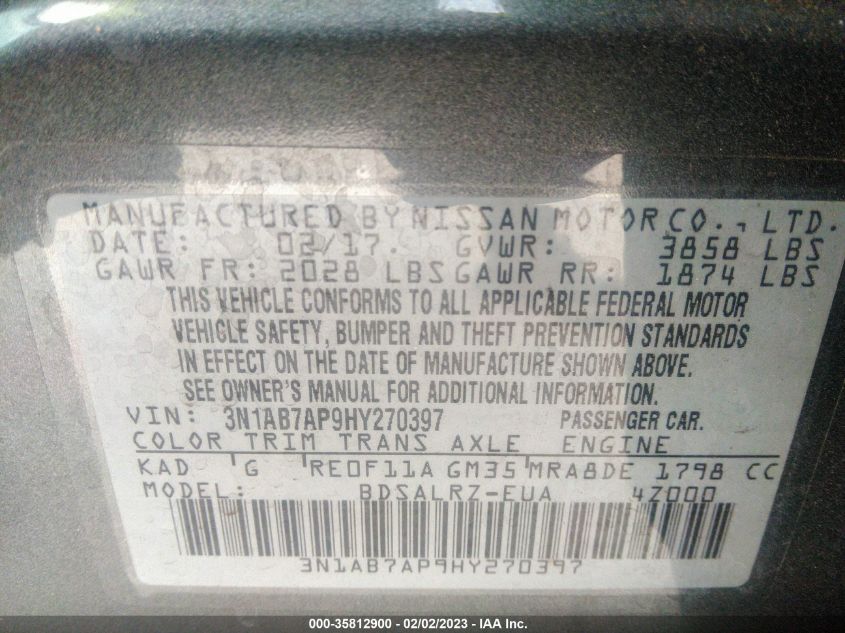 MANUFACTURED BY NISSAN MOTOR CO., LTD.
DATE: 02/17. GVWR: 3858 LBS
GAWR FR: 2028 LBS GAWR RR: 1874 LBS
THIS VEHICLE CONFORMS TO ALL APPLICABLE FEDERAL MOTOR
VEHICLE SAFETY, BUMPER AND THEFT PREVENTION STANDARDS
IN EFFECT ON THE DATE OF MANUFACTURE SHOWN ABOVE.
SEE OWNER'S MANUAL FOR ADDITIONAL INFORMATION.
VIN: 3N1AB7AP9HY270397 PASSENGER CAR.
COLOR TRIM TRANS AXLE ENGINE
KAD G RE0F11A GM35 MRA8DE 1798 CC
MODEL: BDSALRZ-EUA 4Z000
3N1AB7AP9HY270397
000-35812900 - 02/02/2023 - IAA Inc.